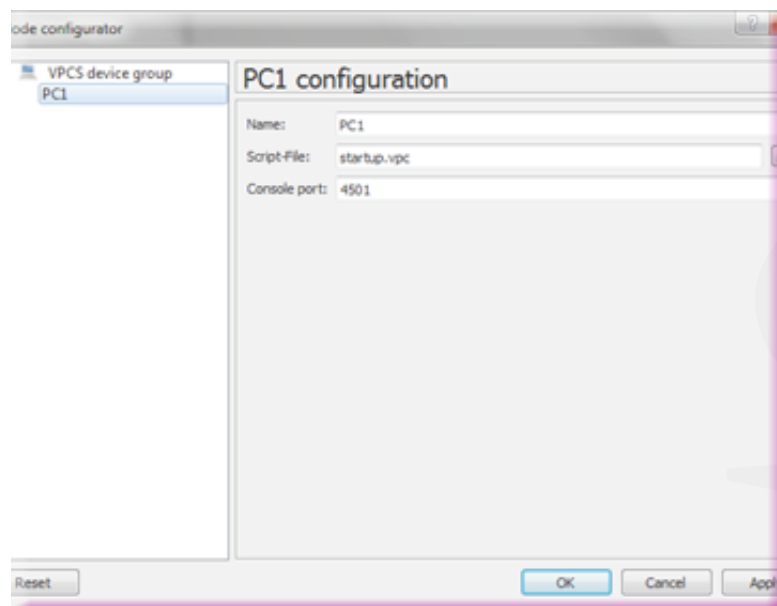 ode configurator
VPCS device group
PC1
PC1 configuration
Name: PC1
Script-File: startup.vpc
Console port: 4501
Reset
OK
Cancel
Appl